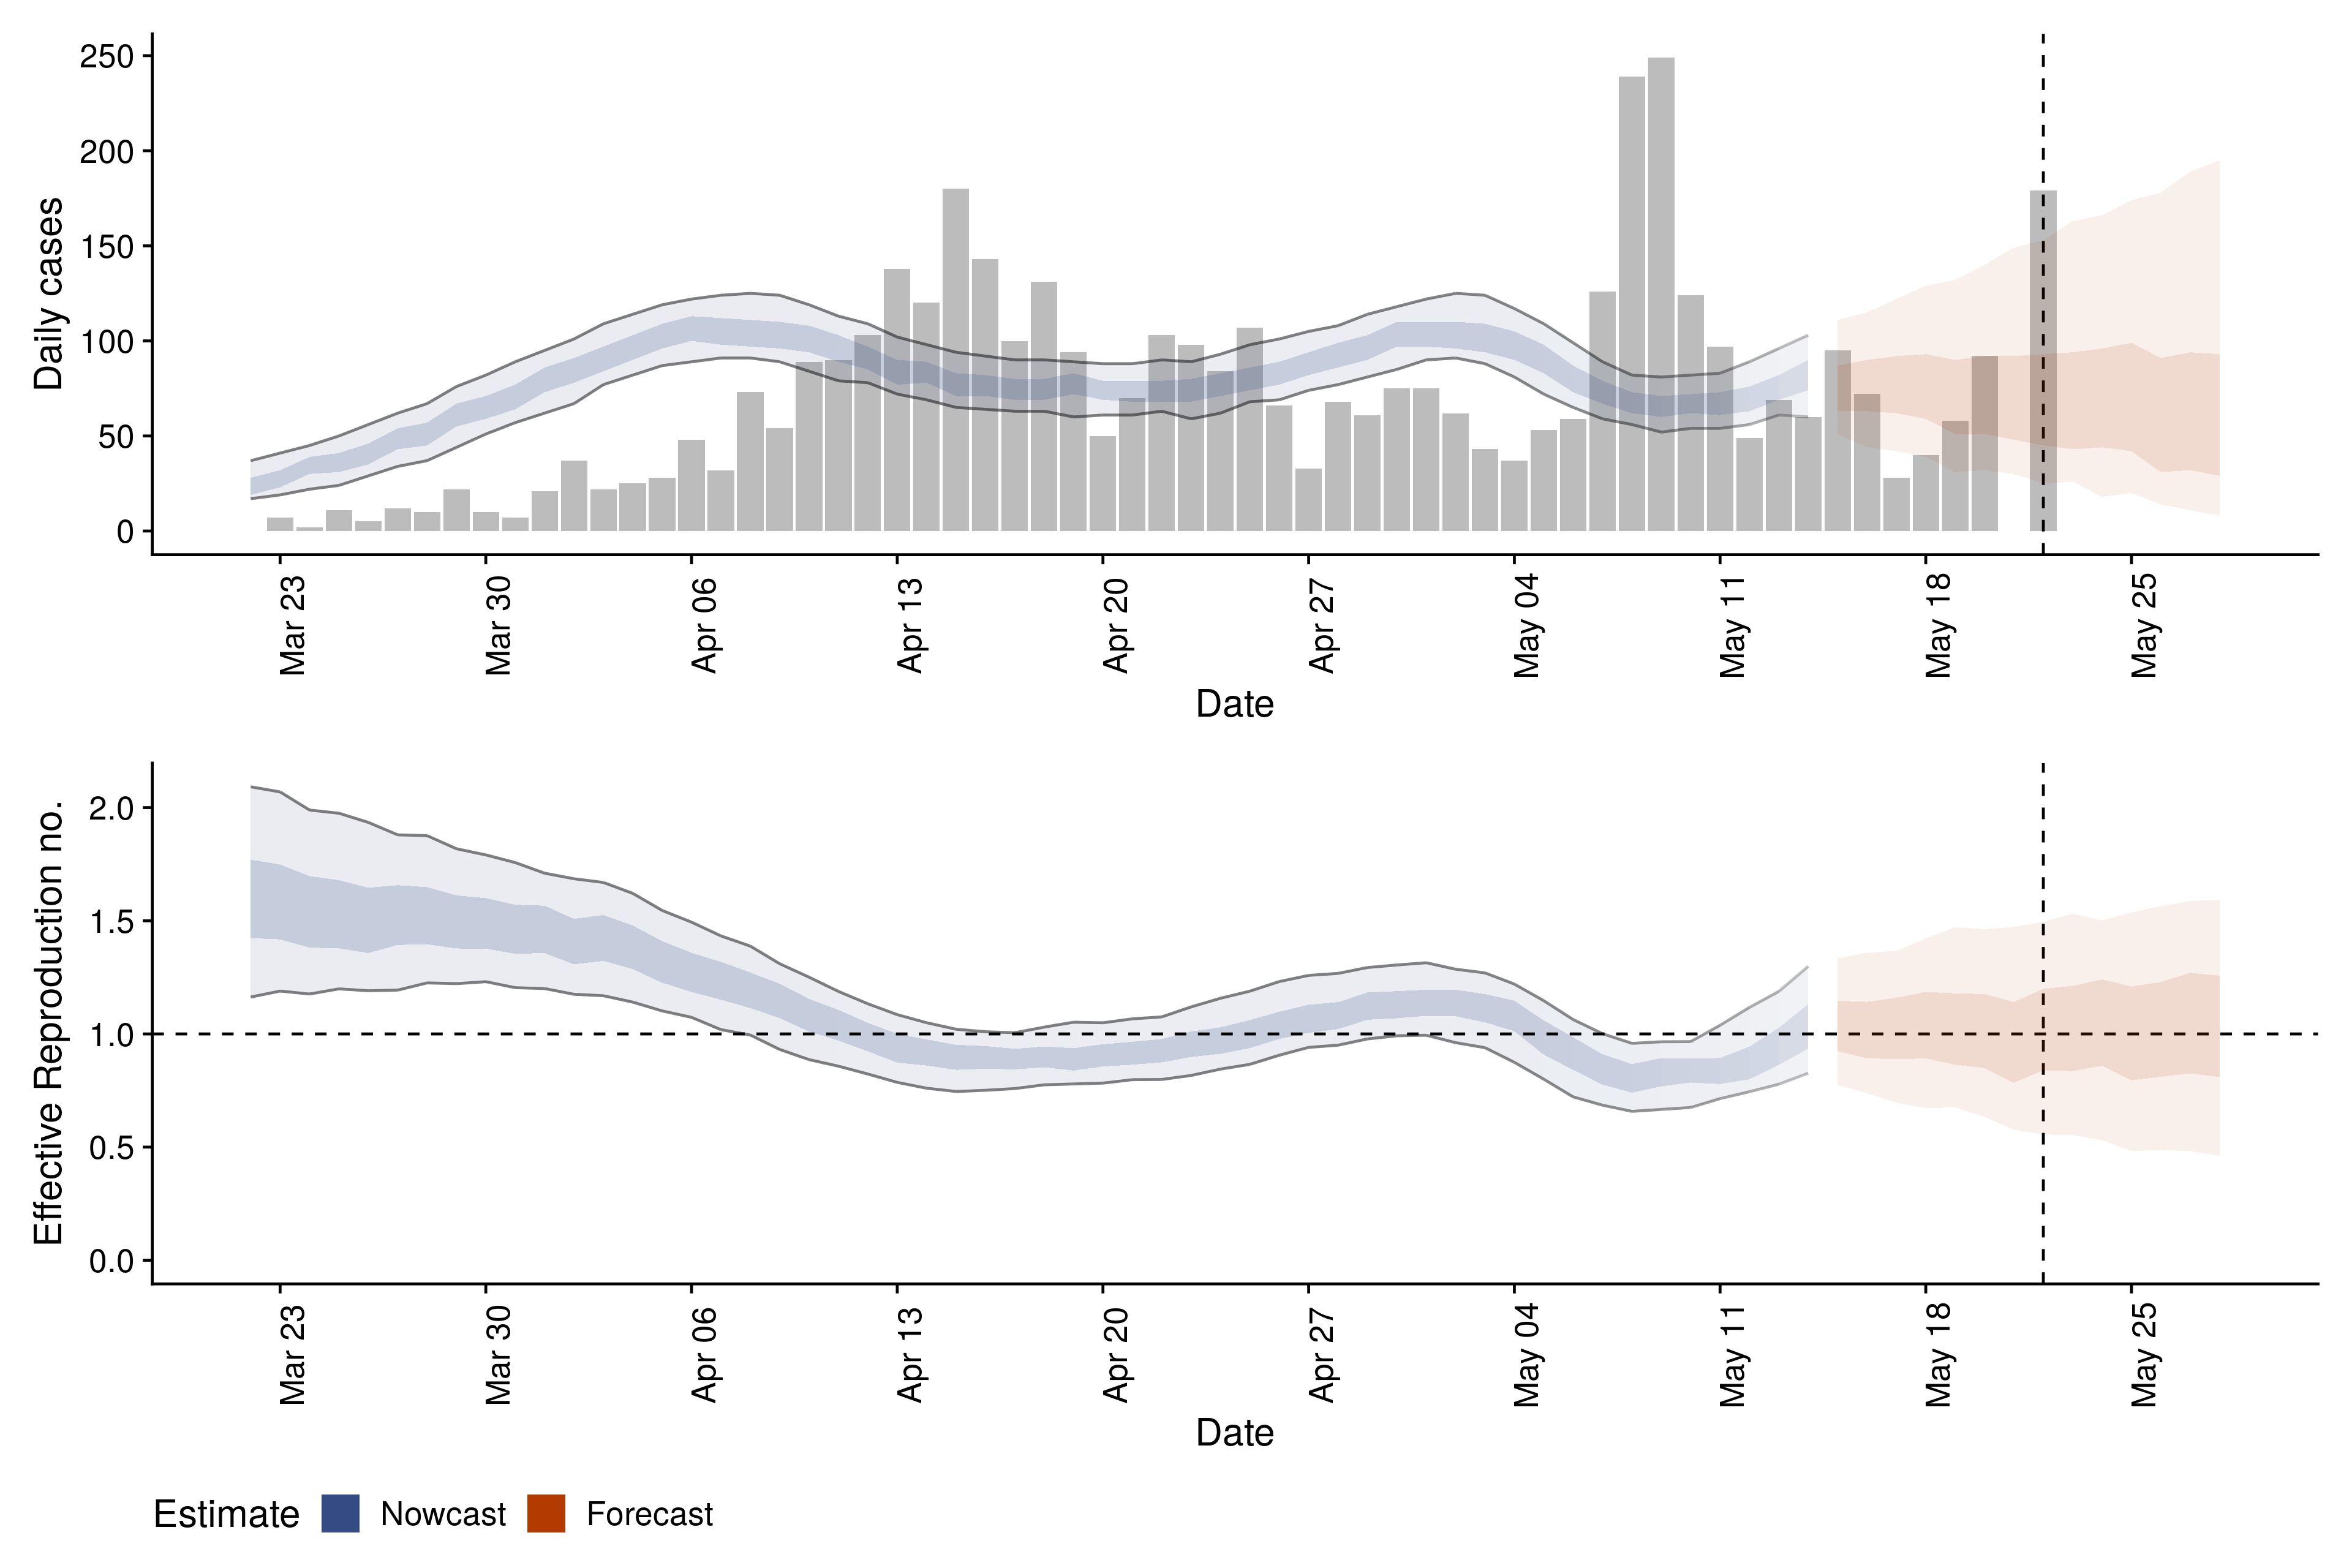 250
200
150
100
50
0
Daily cases
Mar 23 Mar 30 Apr 06 Apr 13 Apr 20 Apr 27 May 04 May 11 May 18 May 25
Date
2.0
1.5
1.0
0.5
0.0
Effective Reproduction no.
Mar 23 Mar 30 Apr 06 Apr 13 Apr 20 Apr 27 May 04 May 11 May 18 May 25
Date
Estimate Nowcast Forecast